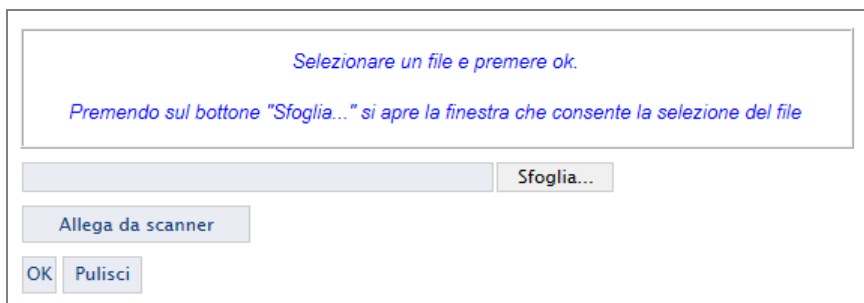 Selezionare un file e premere ok.
Premendo sul bottone "Sfoglia..." si apre la finestra che consente la selezione del file
Sfoglia...
Allega da scanner
OK Pulisci